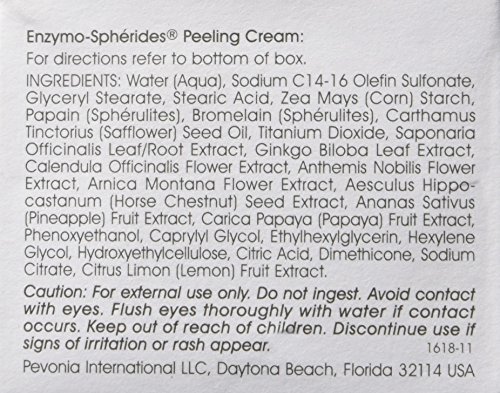 Enzymo-Sphérides® Peeling Cream:
For directions refer to bottom of box.
INGREDIENTS: Water (Aqua), Sodium C14-16 Olefin Sulfonate,
Glyceryl Stearate, Stearic Acid, Zea Mays (Corn) Starch,
Papain (Sphérulites), Bromelain (Sphérulites), Carthamus
Tinctorius (Safflower) Seed Oil, Titanium Dioxide, Saponaria
Officinalis Leaf/Root Extract, Ginkgo Biloba Leaf Extract,
Calendula Officinalis Flower Extract, Anthemis Nobilis Flower
Extract, Arnica Montana Flower Extract, Aesculus Hippo-
castanum (Horse Chestnut) Seed Extract, Ananas Sativus
(Pineapple) Fruit Extract, Carica Papaya (Papaya) Fruit Extract,
Phenoxyethanol, Caprylyl Glycol, Ethylhexylglycerin, Hexylene
Glycol, Hydroxyethylcellulose, Citric Acid, Dimethicone, Sodium
Citrate, Citrus Limon (Lemon) Fruit Extract.
Caution: For external use only. Do not ingest. Avoid contact
with eyes. Flush eyes thoroughly with water if contact
occurs. Keep out of reach of children. Discontinue use if
signs of irritation or rash appear.
1618-11
Pevonia International LLC, Daytona Beach, Florida 32114 USA